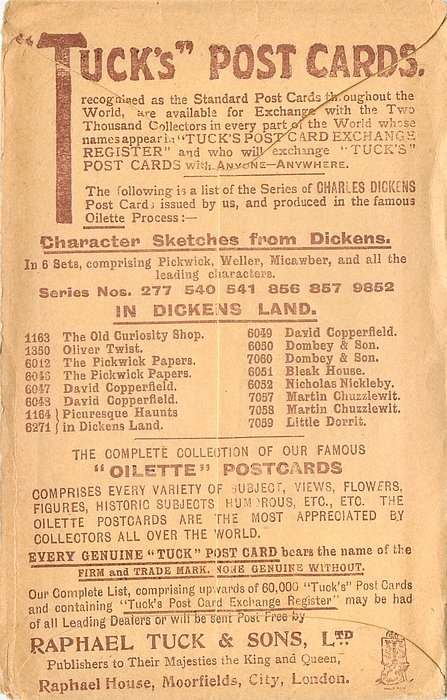 "TUCK'S" POST CARDS.
recognised as the Standard Post Cards throughout the
World, are available for Exchange with the Two
Thousand Collectors in every part of the World whose
names appear in "TUCK'S POST CARD EXCHANGE
REGISTER" and who will exchange "TUCK'S"
POST CARDS with ANYONE—ANYWHERE.
The following is a list of the Series of CHARLES DICKENS
Post Cards issued by us, and produced in the famous
Oilette Process:—
Character Sketches from Dickens.
In 6 Sets, comprising Pickwick, Weller, Micawber, and all the
leading characters.
Series Nos. 277 540 541 856 857 9852
IN DICKENS LAND.
1163 The Old Curiosity Shop.
1350 Oliver Twist.
6012 The Pickwick Papers.
6046 The Pickwick Papers.
6047 David Copperfield.
6048 David Copperfield.
1164 } Picuresque Haunts
6271 } in Dickens Land.
6049 David Copperfield.
6050 Dombey & Son.
7060 Dombey & Son.
6051 Bleak House.
6052 Nicholas Nickleby.
7057 Martin Chuzzlewit.
7058 Martin Chuzzlewit.
7059 Little Dorrit.
THE COMPLETE COLLECTION OF OUR FAMOUS
"OILETTE" POSTCARDS
COMPRISES EVERY VARIETY OF SUBJECT, VIEWS, FLOWERS,
FIGURES, HISTORIC SUBJECTS HUMOROUS, ETC., ETC. THE
OILETTE POSTCARDS ARE THE MOST APPRECIATED BY
COLLECTORS ALL OVER THE WORLD.
EVERY GENUINE "TUCK" POST CARD bears the name of the
FIRM and TRADE MARK. NONE GENUINE WITHOUT.
Our Complete List, comprising upwards of 60,000 "Tuck's" Post Cards
and containing "Tuck's Post Card Exchange Register" may be had
of all Leading Dealers or will be sent Post Free by
RAPHAEL TUCK & SONS, LTD
Publishers to Their Majesties the King and Queen,
Raphael House, Moorfields, City, London.